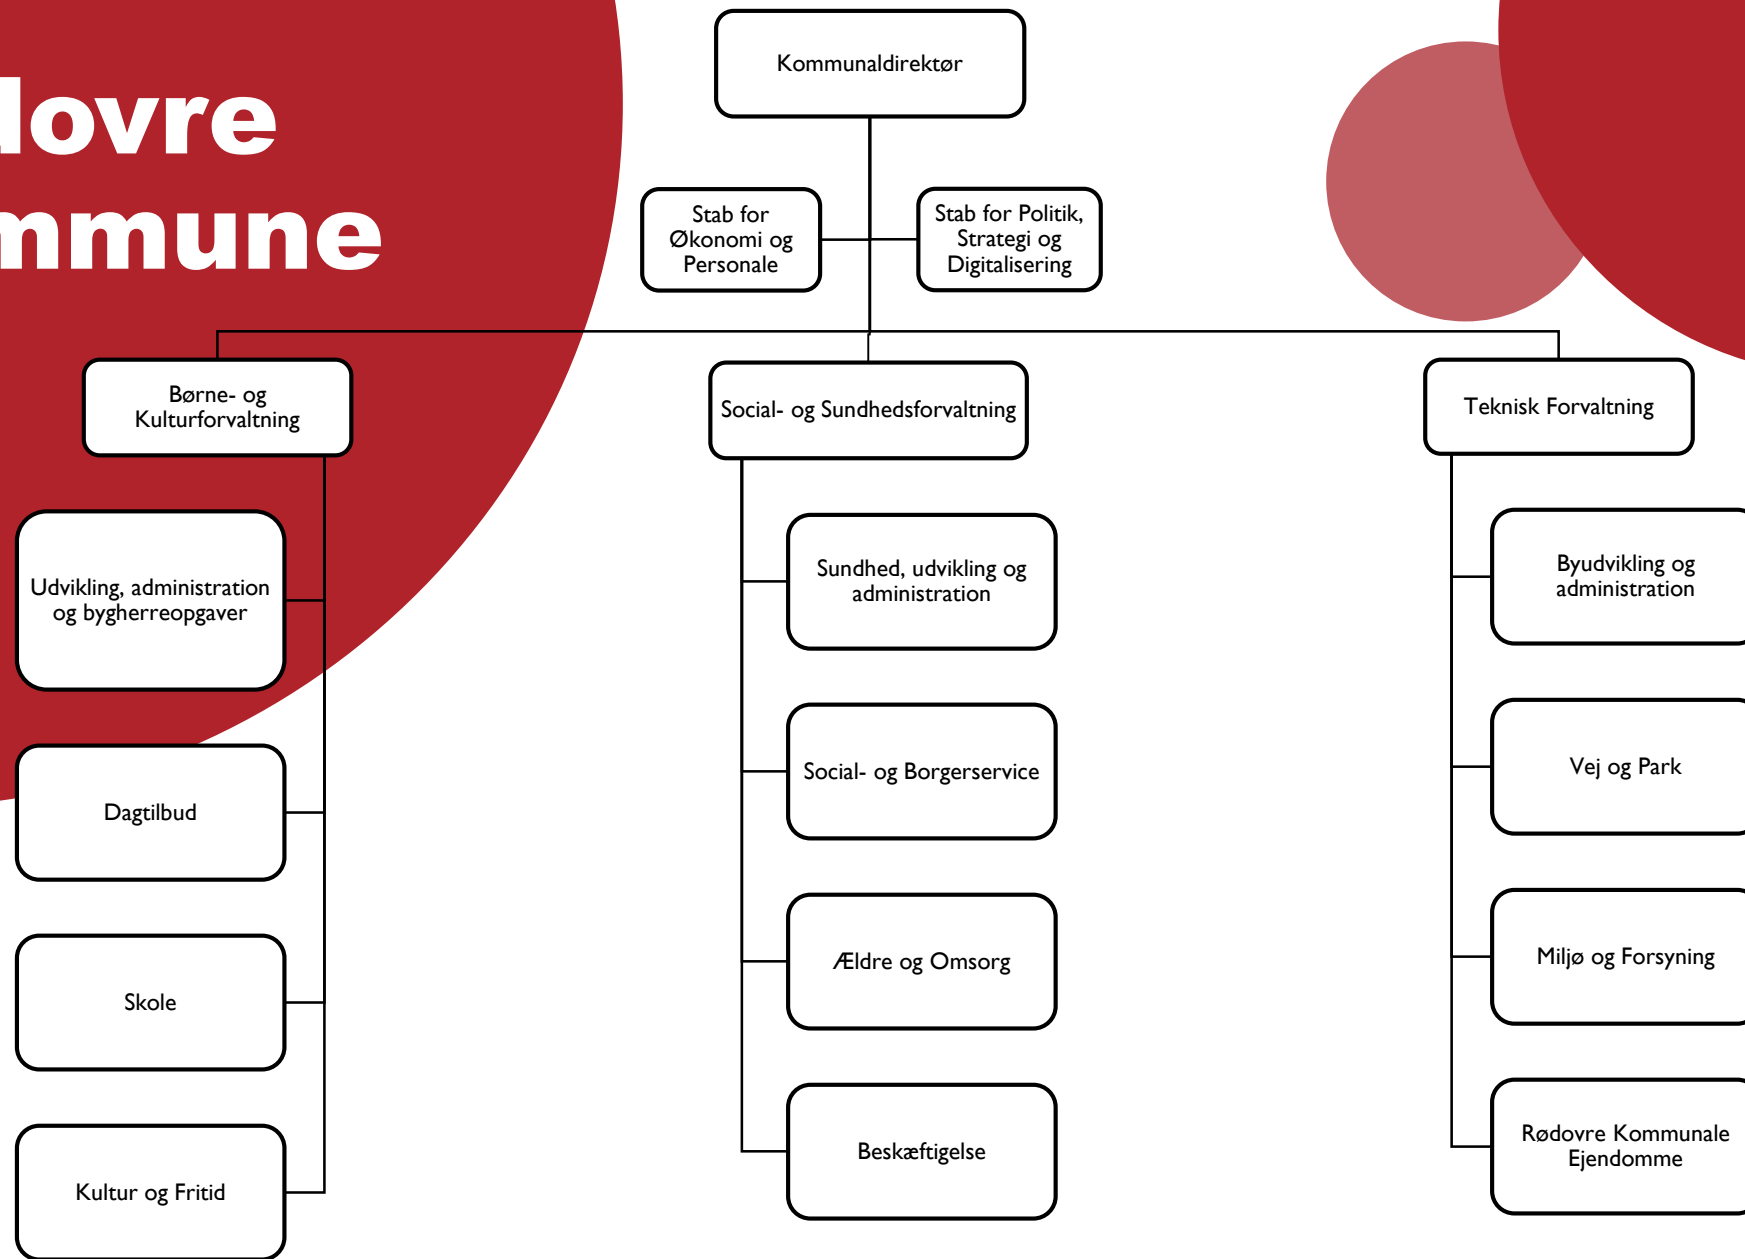 dovre
mmune
Kommunaldirektør
Stab for
Økonomi og
Personale
Stab for Politik,
Strategi og
Digitalisering
Børne- og
Kulturforvaltning
Social- og Sundhedsforvaltning
Teknisk Forvaltning
Udvikling, administration
og bygherreopgaver
Dagtilbud
Skole
Kultur og Fritid
Sundhed, udvikling og
administration
Social- og Borgerservice
Ældre og Omsorg
Beskæftigelse
Byudvikling og
administration
Vej og Park
Miljø og Forsyning
Rødovre Kommunale
Ejendomme